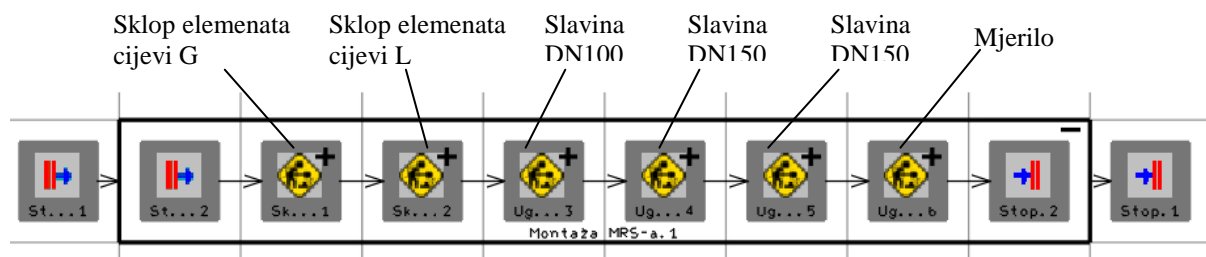 Sklop elemenata
cijevi G
Sklop elemenata
cijevi L
Slavina
DN100
Slavina
DN150
Slavina
DN150
Mjerilo
St...1
St...2
Sk...1
Sk...2
Ug...3
Ug...4
Ug...5
Ug...6
Stop.2
Stop.1
Montaža MRS-a.1